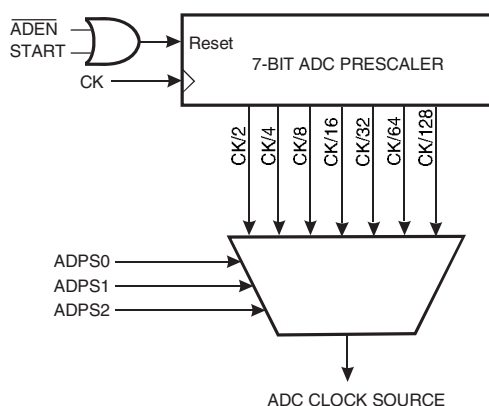 ADEN
START
Reset
7-BIT ADC PRESCALER
CK
CK/2
CK/4
CK/8
CK/16
CK/32
CK/64
CK/128
ADPS0
ADPS1
ADPS2
ADC CLOCK SOURCE